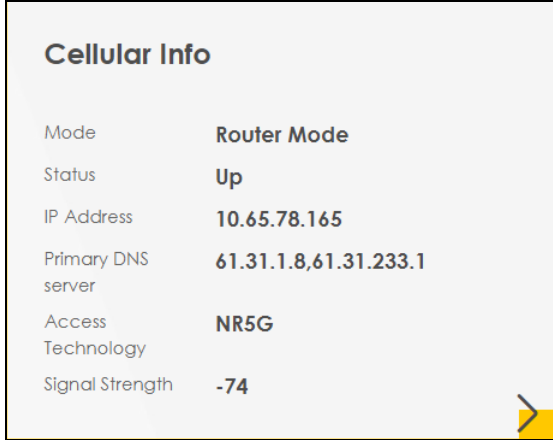 Cellular Info
Mode Router Mode
Status Up
IP Address 10.65.78.165
Primary DNS 61.31.1.8,61.31.233.1
server
Access NR5G
Technology
Signal Strength -74